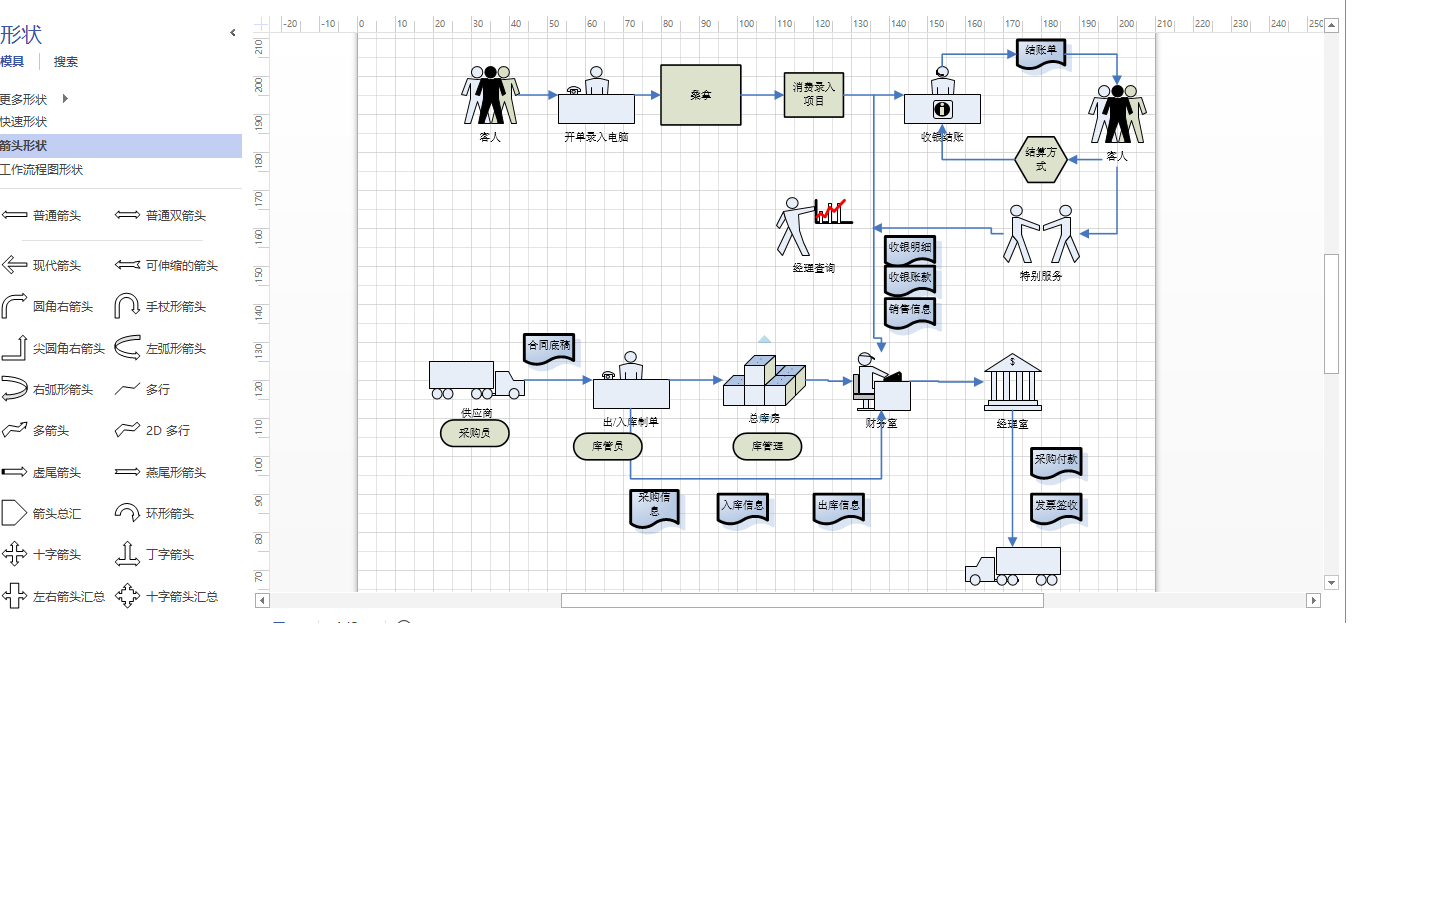 形状
模具
搜索
更多形状
快速形状
箭头形状
工作流程图形状
普通箭头
普通双箭头
现代箭头
可伸缩的箭头
圆角右箭头
手杖形箭头
尖圆角右箭头
左弧形箭头
右弧形箭头
多行
多箭头
2D 多行
虚尾箭头
燕尾形箭头
箭头总汇
环形箭头
十字箭头
丁字箭头
左右箭头汇总
十字箭头汇总
-20 -10 0 10 20 30 40 50 60 70 80 90 100 110 120 130 140 150 160 170 180 190 200 210 220 230 240 250
210
200
190
180
170
160
150
140
130
120
110
100
90
80
70
结账单
客人
开单录入电脑
桑拿
消费录入
项目
收银结账
结算方
式
客人
经理查询
收银明细
收银账款
销售信息
特别服务
合同底稿
供应商
采购员
出/入库制单
库管员
总库房
库管理
财务室
$
经理室
采购信
息
入库信息
出库信息
采购付款
发票签收